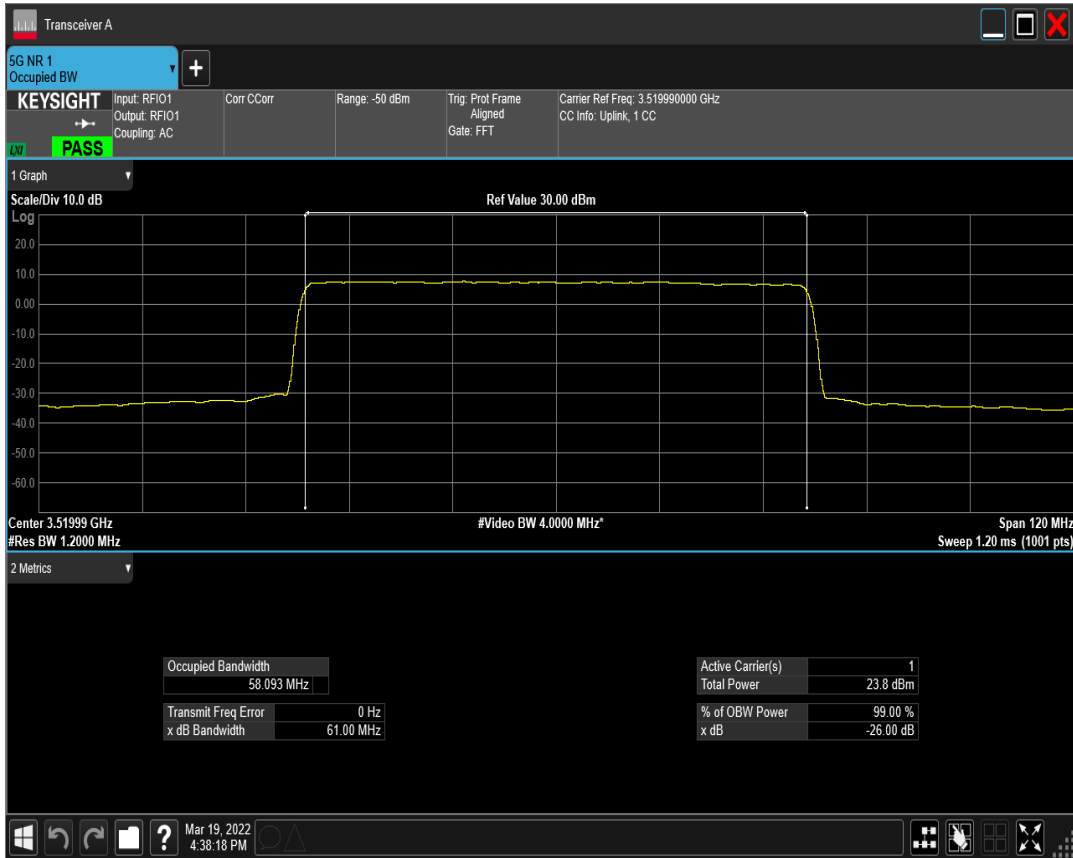 Transceiver A
5G NR 1
Occupied BW
KEYSIGHT
LXI
PASS
Input: RFIO1
Output: RFIO1
Coupling: AC
Corr CCorr
Range: -50 dBm
Trig: Prot Frame
Aligned
Gate: FFT
Carrier Ref Freq: 3.519990000 GHz
CC Info: Uplink, 1 CC
1 Graph
Scale/Div 10.0 dB
Ref Value 30.00 dBm
Log
20.0
10.0
0.00
-10.0
-20.0
-30.0
-40.0
-50.0
-60.0
Center 3.51999 GHz
#Video BW 4.0000 MHz*
Span 120 MHz
#Res BW 1.2000 MHz
Sweep 1.20 ms (1001 pts)
2 Metrics
Occupied Bandwidth
58.093 MHz
Transmit Freq Error 0 Hz
x dB Bandwidth 61.00 MHz
Active Carrier(s) 1
Total Power 23.8 dBm
% of OBW Power 99.00 %
x dB -26.00 dB
Mar 19, 2022
4:38:18 PM